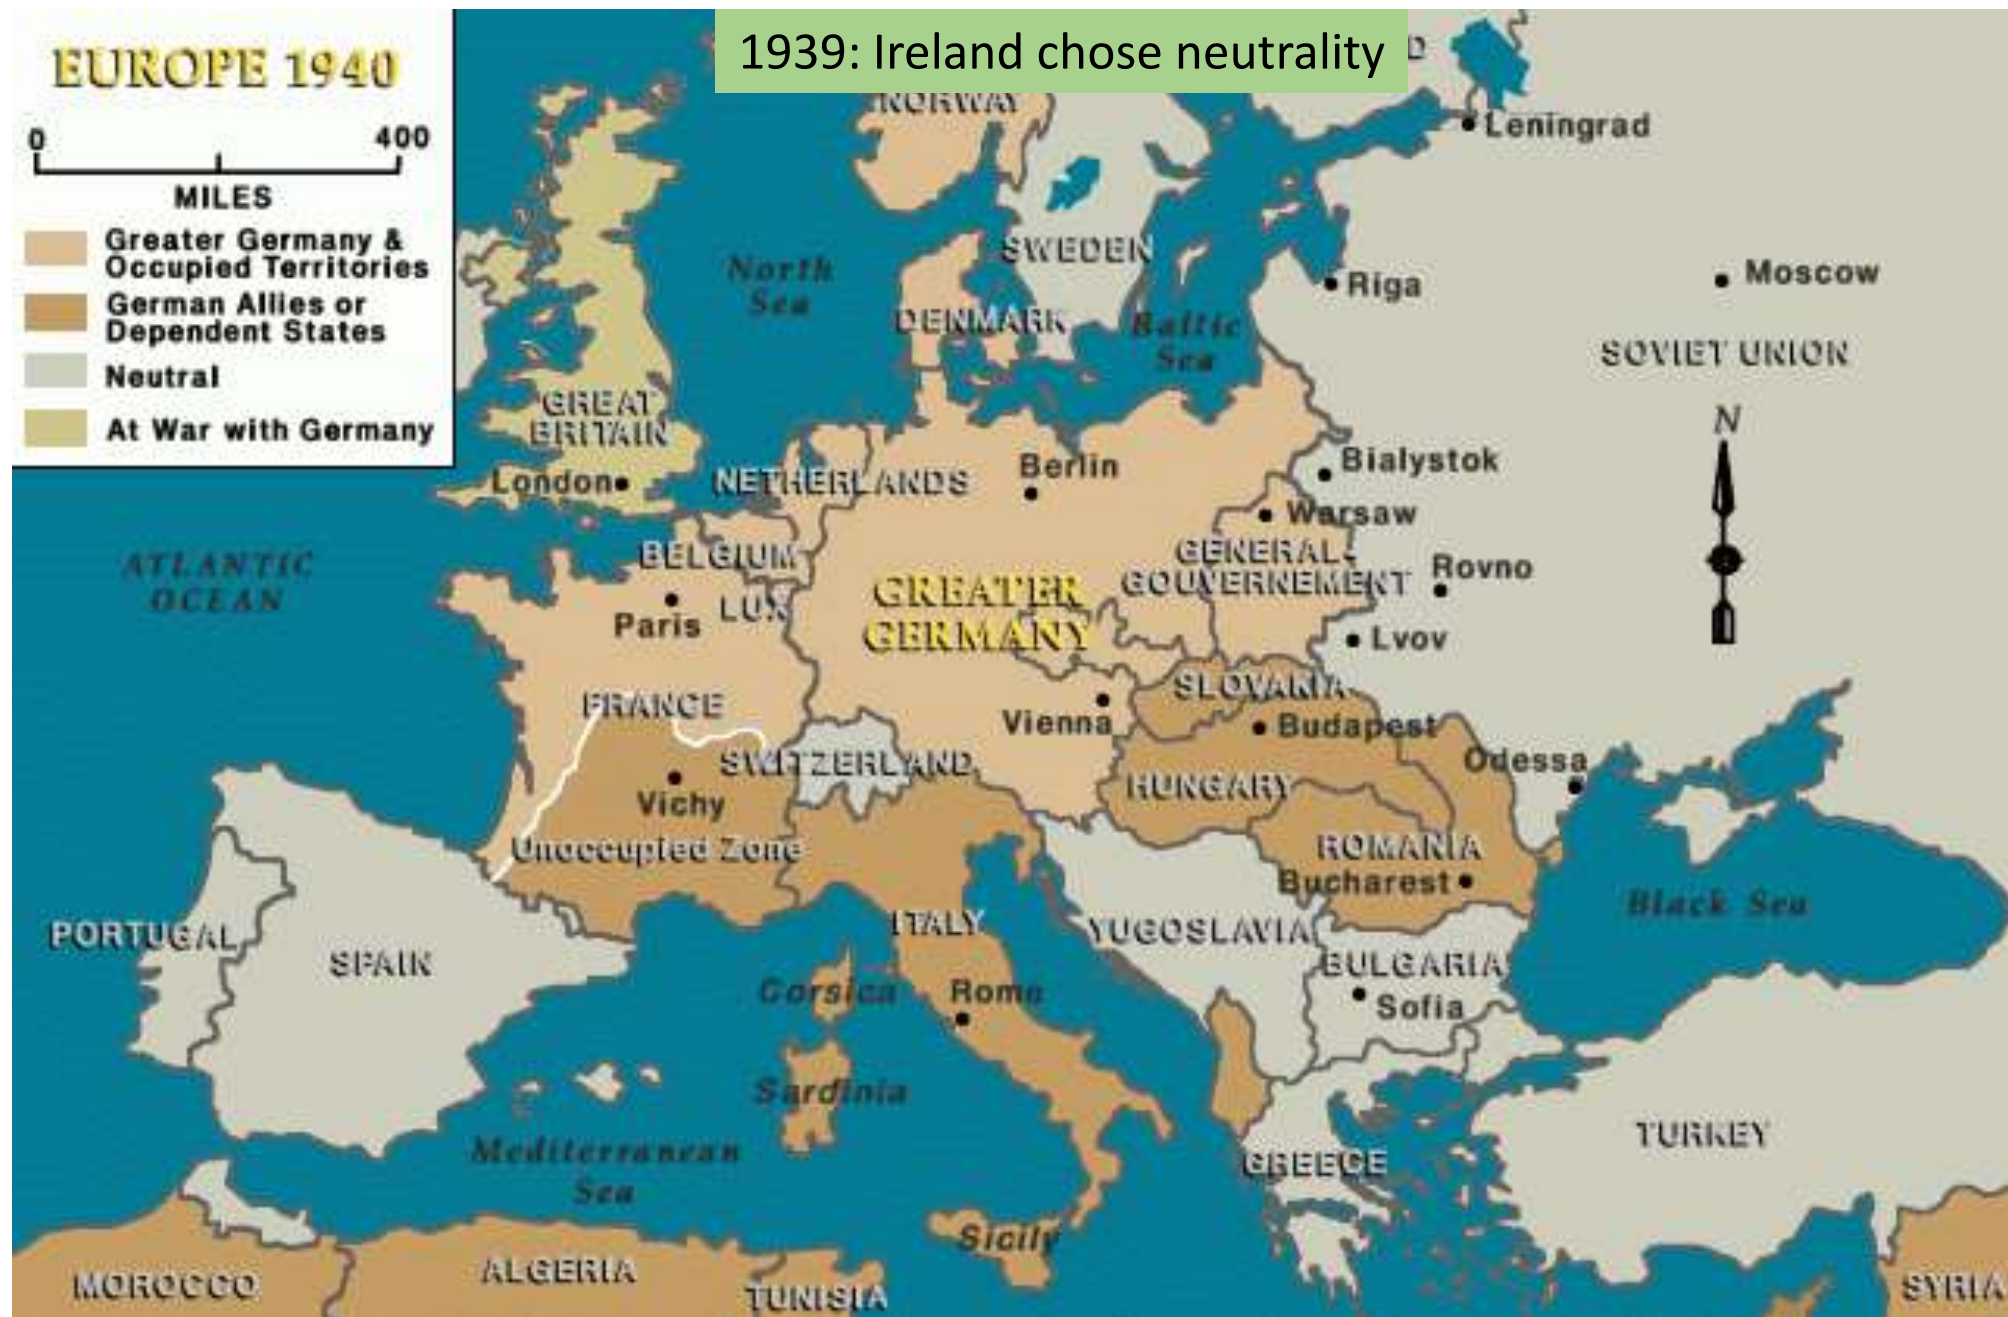 1939: Ireland chose neutrality
EUROPE 1940
0 400
MILES
Greater Germany &
Occupied Territories
German Allies or
Dependent States
Neutral
At War with Germany
NORWAY
Leningrad
SWEDEN
North
Sea
Riga
Moscow
DENMARK
Baltic
Sea
SOVIET UNION
GREAT
BRITAIN
N
London
NETHERLANDS
Berlin
Bialystok
Warsaw
ATLANTIC
OCEAN
BELGIUM
GENERAL-
GOUVERNEMENT
Rovno
Paris
LUX
GREATER
GERMANY
Lvov
FRANCE
Vienna
SLOVAKIA
Budapest
SWITZERLAND
Odessa
Vichy
HUNGARY
Unoccupied Zone
ROMANIA
Bucharest
Black Sea
PORTUGAL
SPAIN
ITALY
YUGOSLAVIA
BULGARIA
Sofia
Corsica
Rome
Sardinia
Mediterranean
Sea
GREECE
TURKEY
Sicily
MOROCCO
ALGERIA
TUNISIA
SYRIA